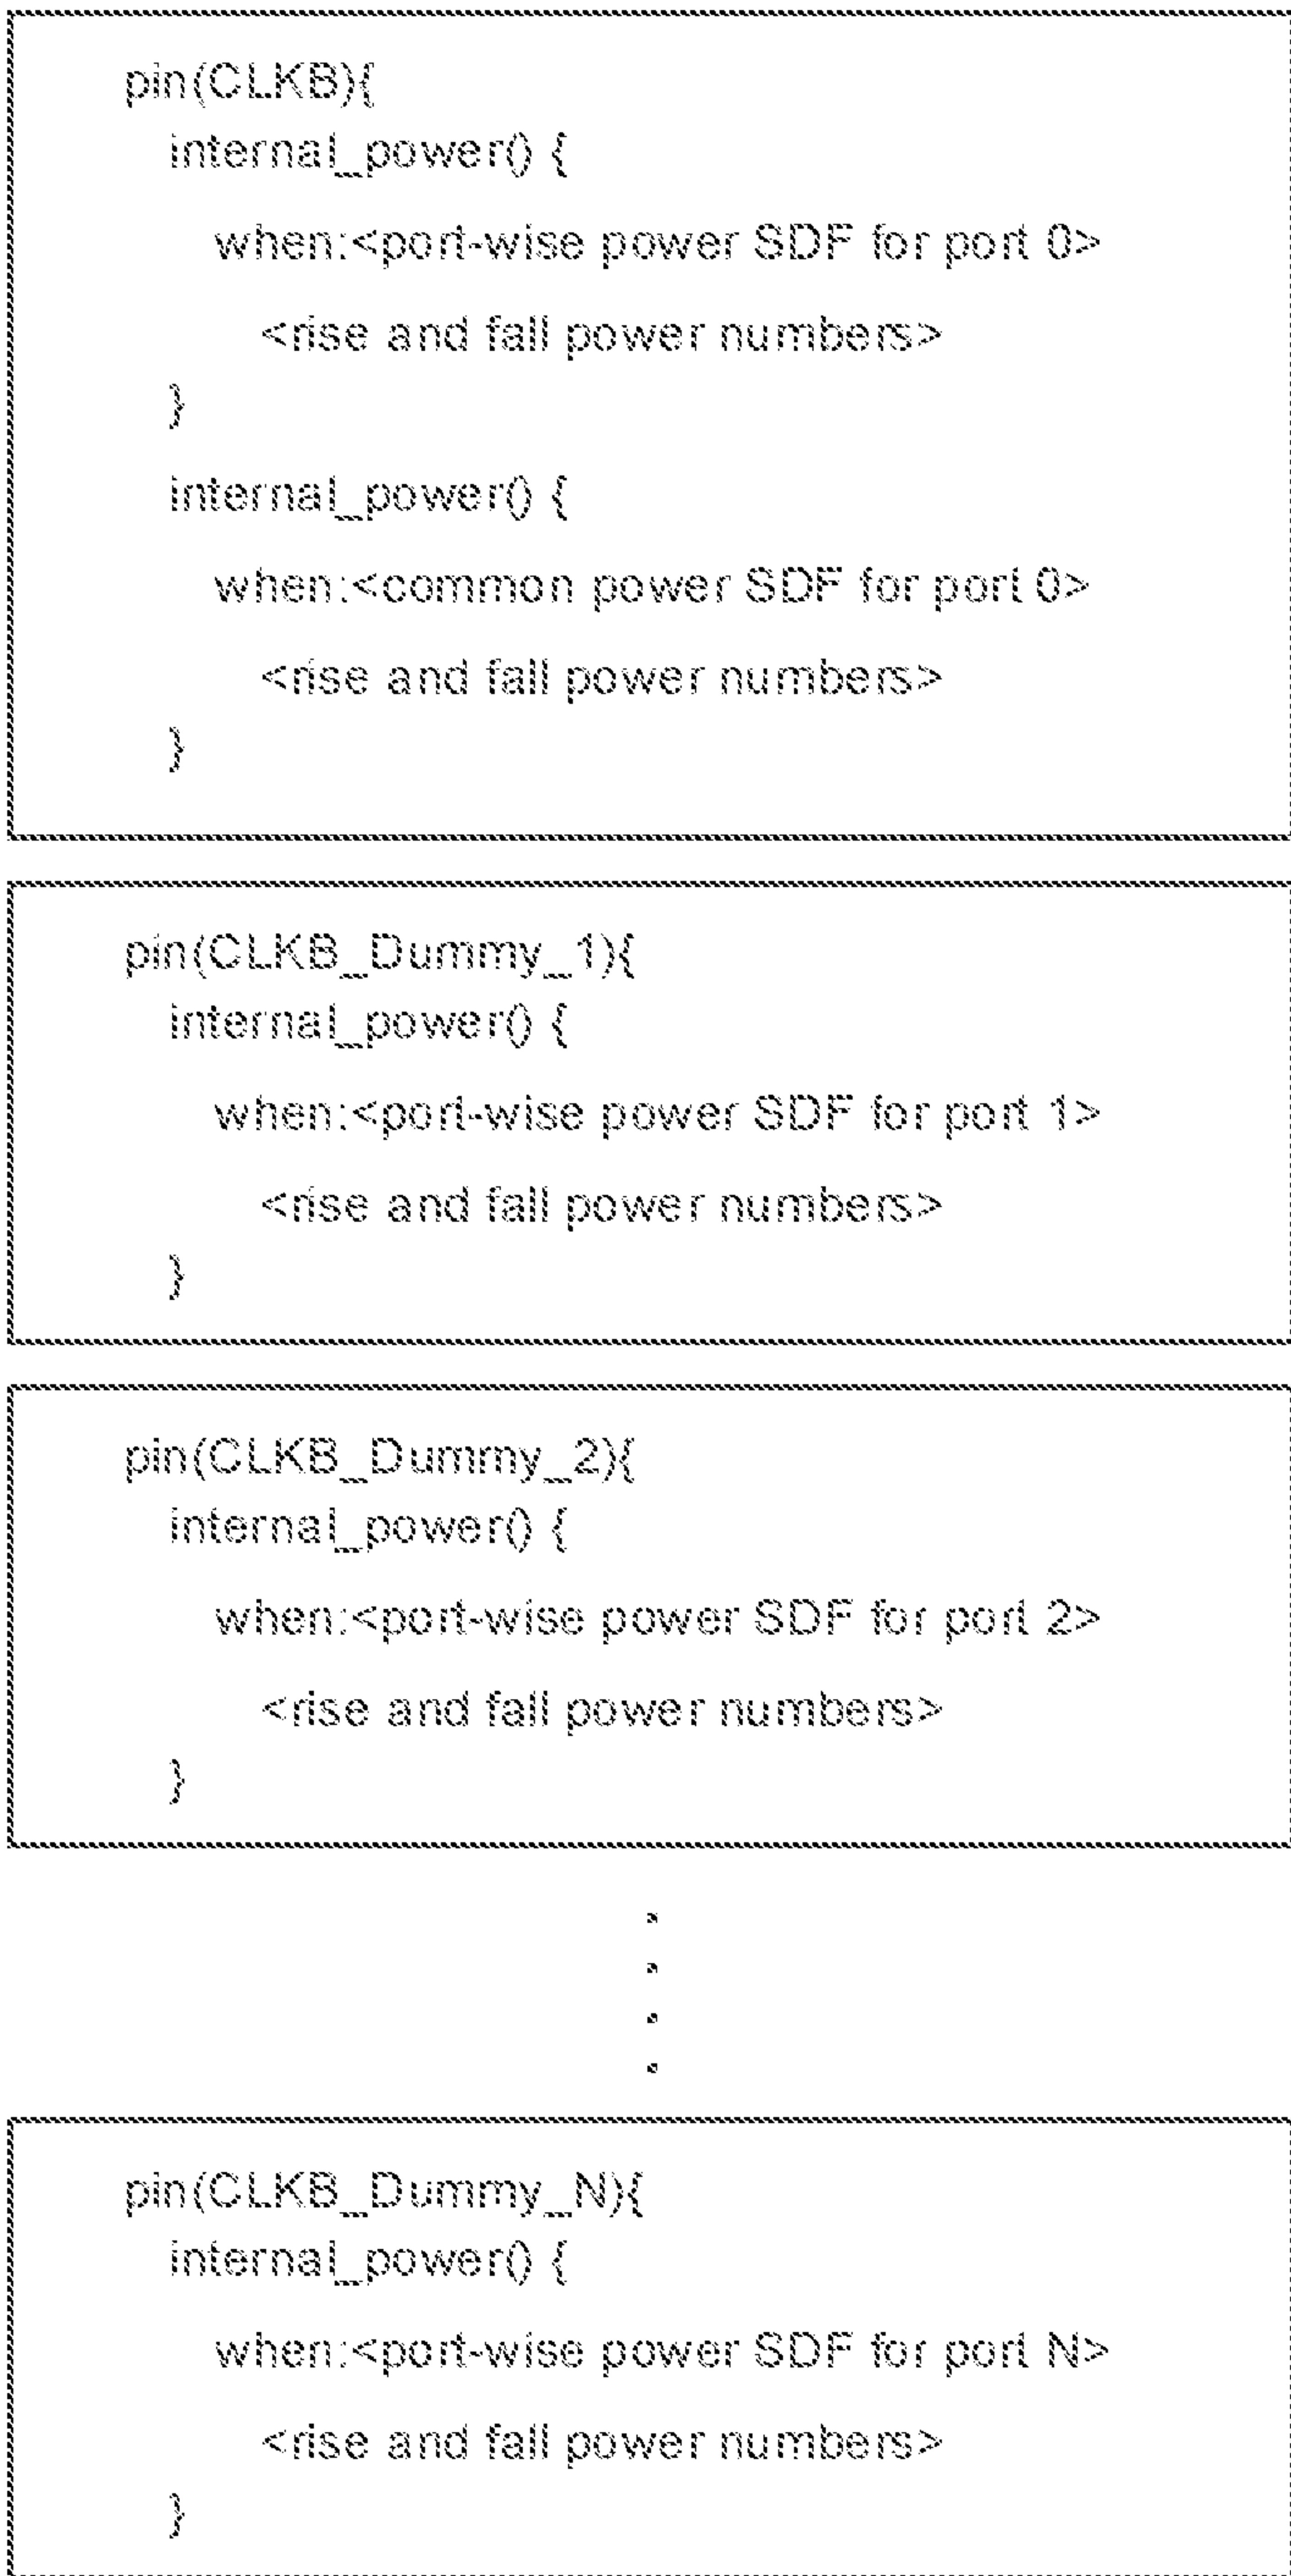 pin(CLKB){
internal_power() {
when:<port-wise power SDF for port 0>
<rise and fall power numbers>
}
internal_power() {
when:<common power SDF for port 0>
<rise and fall power numbers>
}
pin(CLKB_Dummy_1){
internal_power() {
when:<port-wise power SDF for port 1>
<rise and fall power numbers>
}
pin(CLKB_Dummy_2){
internal_power() {
when:<port-wise power SDF for port 2>
<rise and fall power numbers>
}
.
.
.
.
pin(CLKB_Dummy_N){
internal_power() {
when:<port-wise power SDF for port N>
<rise and fall power numbers>
}